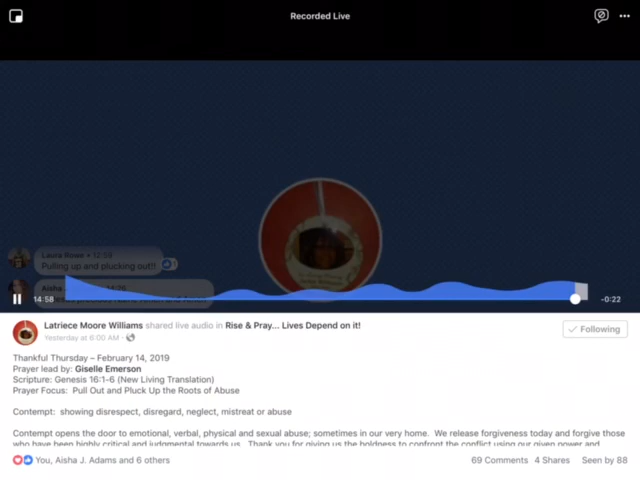 Recorded Live
Laura Rowe • 12:59
Pulling up and plucking out!!
1
Aisha
14:58
-0:22
Latriece Moore Williams shared live audio in Rise & Pray... Lives Depend on it!
Yesterday at 6:00 AM ·
Following
Thankful Thursday – February 14, 2019
Prayer lead by: Giselle Emerson
Scripture: Genesis 16:1-6 (New Living Translation)
Prayer Focus: Pull Out and Pluck Up the Roots of Abuse
Contempt: showing disrespect, disregard, neglect, mistreat or abuse
Contempt opens the door to emotional, verbal, physical and sexual abuse; sometimes in our very home. We release forgiveness today and forgive those
who have been highly critical and judgmental towards us. Thank you for giving us the boldness to confront the conflict using our given power and
You, Aisha J. Adams and 6 others
69 Comments 4 Shares Seen by 88